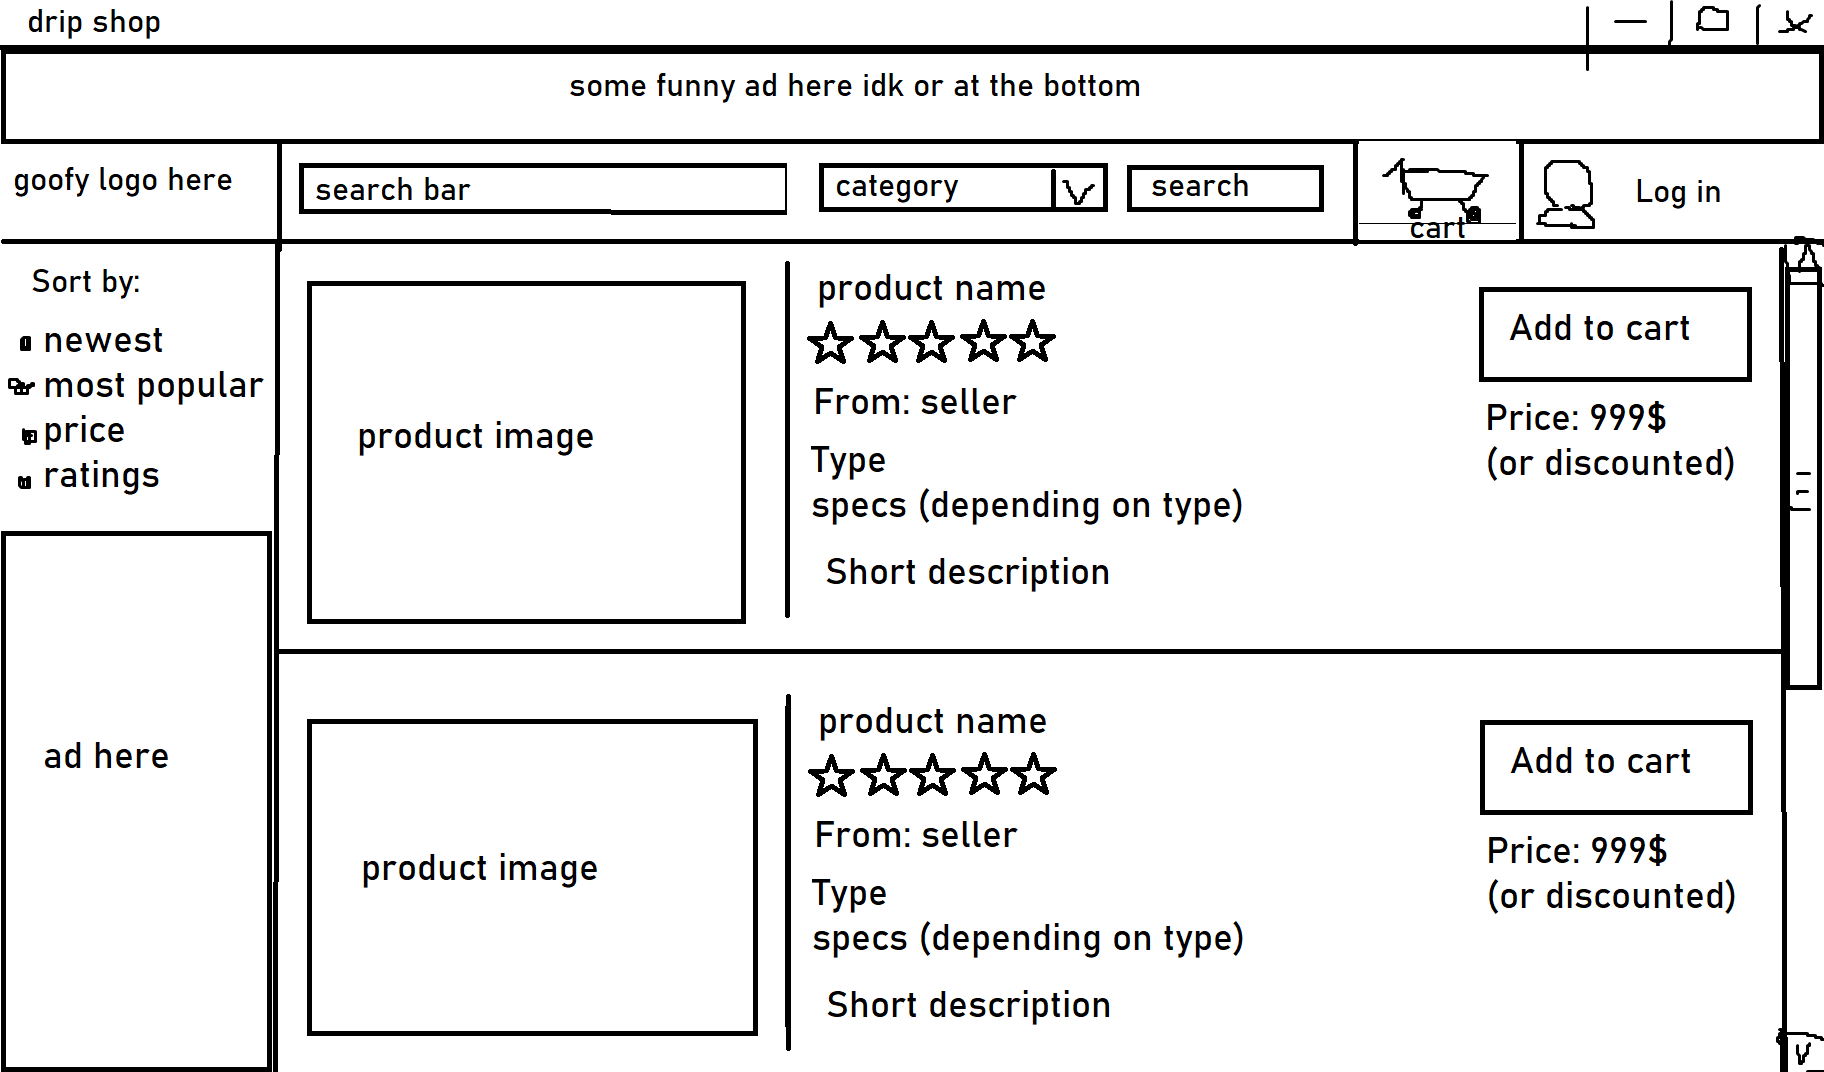 drip shop
some funny ad here idk or at the bottom
goofy logo here
search bar
category
search
cart
Log in
Sort by:
newest
most popular
price
ratings
ad here
product image
product name
From: seller
Type
specs (depending on type)
Short description
Add to cart
Price: 999$
(or discounted)
product image
product name
From: seller
Type
specs (depending on type)
Short description
Add to cart
Price: 999$
(or discounted)